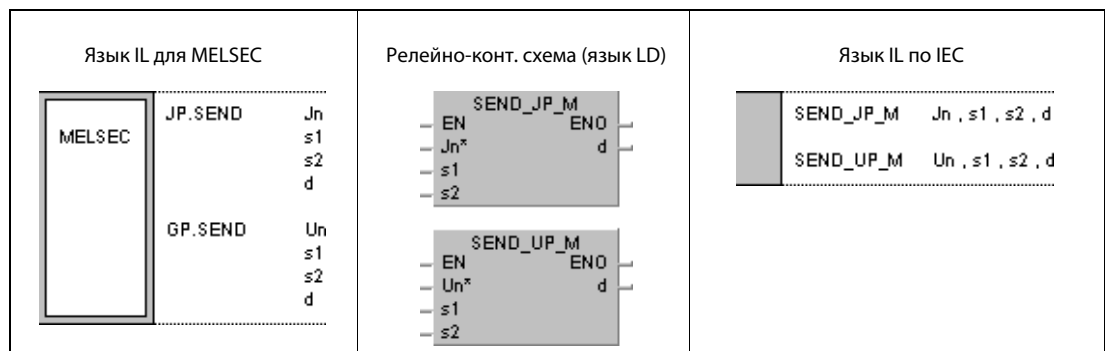 Язык IL для MELSEC
MELSEC
JP.SEND Jn
s1
s2
d
GP.SEND Un
s1
s2
d
Релейно-конт. схема (язык LD)
SEND_JP_M
EN ENO
Jn* d
s1
s2
SEND_UP_M
EN ENO
Un* d
s1
s2
Язык IL по IEC
SEND_JP_M Jn , s1 , s2 , d
SEND_UP_M Un , s1 , s2 , d